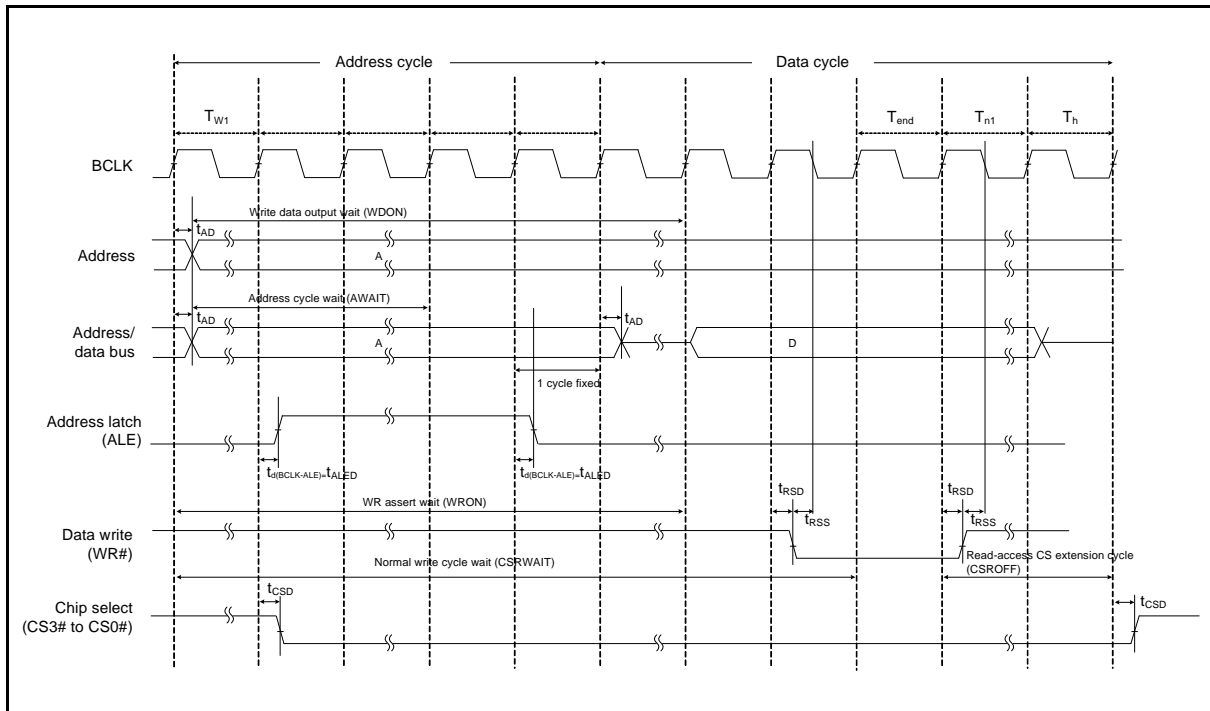 Address cycle Data cycle
TW1 Tend Tn1 Th
BCLK
Write data output wait (WDON)
tAD
Address
A
Address cycle wait (AWAIT)
tAD tAD
Address/
data bus
A D
1 cycle fixed
Address latch
(ALE)
td(BCLK-ALE)=tALED td(BCLK-ALE)=tALED
tRSD tRSD
WR assert wait (WRON)
tRSS tRSS
Data write
(WR#)
Normal write cycle wait (CSRWAIT)
Read-access CS extension cycle
(CSROFF)
tCSD tCSD
Chip select
(CS3# to CS0#)